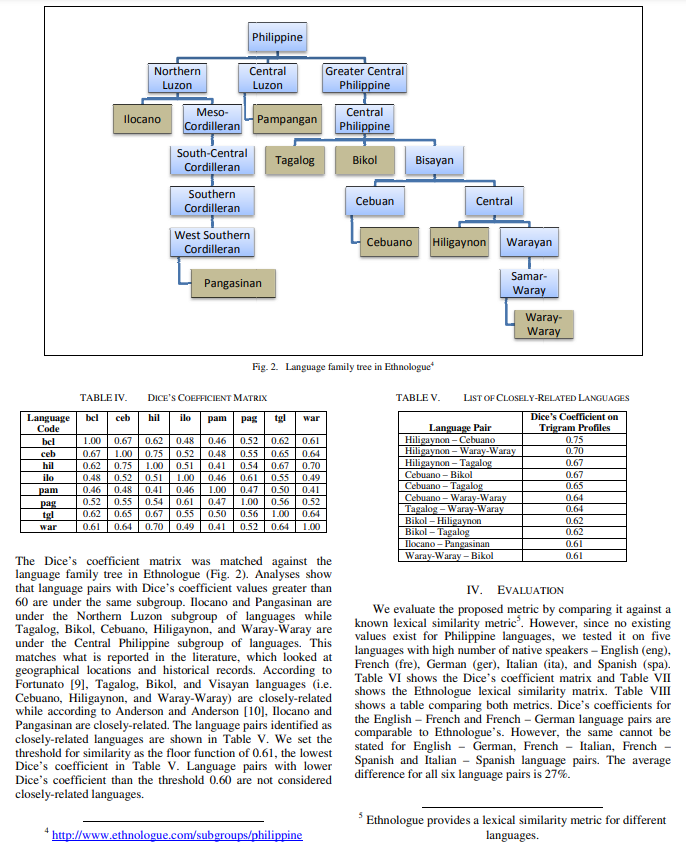 Philippine
Northern
Luzon
Central
Luzon
Greater Central
Philippine
Ilocano
Meso-
Cordilleran
Pampangan
Central
Philippine
South-Central
Cordilleran
Tagalog
Bikol
Bisayan
Southern
Cordilleran
Cebuan
Central
West Southern
Cordilleran
Cebuano
Hiligaynon
Warayan
Pangasinan
Samar-
Waray
Waray-
Waray
Fig. 2. Language family tree in Ethnologue4
TABLE IV. DICE'S COEFFICIENT MATRIX
Language Code bcl ceb hil ilo pam pag tgl war
bcl 1.00 0.67 0.62 0.48 0.46 0.52 0.62 0.61
ceb 0.67 1.00 0.75 0.52 0.48 0.55 0.65 0.64
hil 0.62 0.75 1.00 0.51 0.41 0.54 0.67 0.70
ilo 0.48 0.52 0.51 1.00 0.46 0.61 0.55 0.49
pam 0.46 0.48 0.41 0.46 1.00 0.47 0.50 0.41
pag 0.52 0.55 0.54 0.61 0.47 1.00 0.56 0.52
tgl 0.62 0.65 0.67 0.55 0.50 0.56 1.00 0.64
war 0.61 0.64 0.70 0.49 0.41 0.52 0.64 1.00
The Dice's coefficient matrix was matched against the
language family tree in Ethnologue (Fig. 2). Analyses show
that language pairs with Dice's coefficient values greater than
60 are under the same subgroup. Ilocano and Pangasinan are
under the Northern Luzon subgroup of languages while
Tagalog, Bikol, Cebuano, Hiligaynon, and Waray-Waray are
under the Central Philippine subgroup of languages. This
matches what is reported in the literature, which looked at
geographical locations and historical records. According to
Fortunato [9], Tagalog, Bikol, and Visayan languages (i.e.
Cebuano, Hiligaynon, and Waray-Waray) are closely-related
while according to Anderson and Anderson [10], Ilocano and
Pangasinan are closely-related. The language pairs identified as
closely-related languages are shown in Table V. We set the
threshold for similarity as the floor function of 0.61, the lowest
Dice's coefficient in Table V. Language pairs with lower
Dice's coefficient than the threshold 0.60 are not considered
closely-related languages.
4 http://www.ethnologue.com/subgroups/philippine
TABLE V. LIST OF CLOSELY-RELATED LANGUAGES
Language Pair Dice's Coefficient on Trigram Profiles
Hiligaynon – Cebuano 0.75
Hiligaynon – Waray-Waray 0.70
Hiligaynon – Tagalog 0.67
Cebuano – Bikol 0.67
Cebuano – Tagalog 0.65
Cebuano – Waray-Waray 0.64
Tagalog – Waray-Waray 0.64
Bikol – Hiligaynon 0.62
Bikol – Tagalog 0.62
Ilocano – Pangasinan 0.61
Waray-Waray – Bikol 0.61
IV. EVALUATION
We evaluate the proposed metric by comparing it against a
known lexical similarity metric5. However, since no existing
values exist for Philippine languages, we tested it on five
languages with high number of native speakers – English (eng),
French (fre), German (ger), Italian (ita), and Spanish (spa).
Table VI shows the Dice's coefficient matrix and Table VII
shows the Ethnologue lexical similarity matrix. Table VIII
shows a table comparing both metrics. Dice's coefficients for
the English – French and French – German language pairs are
comparable to Ethnologue's. However, the same cannot be
stated for English – German, French – Italian, French –
Spanish and Italian – Spanish language pairs. The average
difference for all six language pairs is 27%.
5 Ethnologue provides a lexical similarity metric for different
languages.